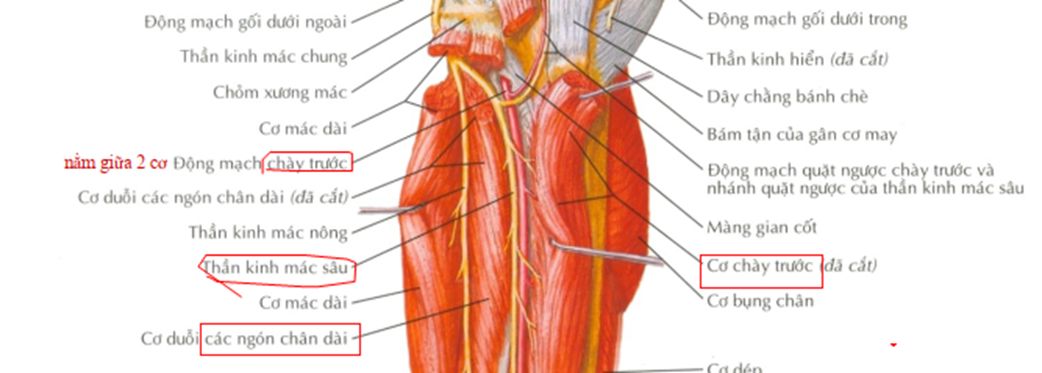 Động mạch gối dưới ngoài
Thần kinh mác chung
Chỏm xương mác
Cơ mác dài
nằm giữa 2 cơ Động mạch chày trước
Cơ duỗi các ngón chân dài (đã cắt)
Thần kinh mác nông
Thần kinh mác sâu
Cơ mác dài
Cơ duỗi các ngón chân dài
Động mạch gối dưới trong
Thần kinh hiển (đã cắt)
Dây chằng bánh chè
Bám tận của gân cơ may
Động mạch quặt ngược chày trước và
nhánh quặt ngược của thần kinh mác sâu
Màng gian cốt
Cơ chày trước (đã cắt)
Cơ bụng chân
Cơ dép